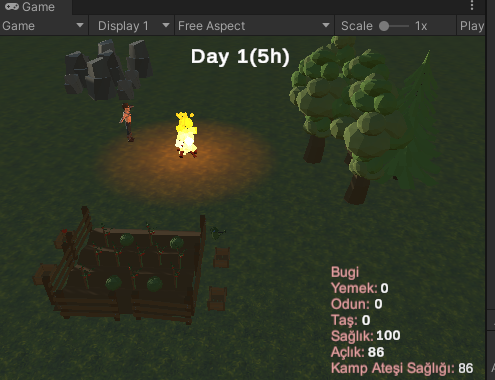 Game
Game Display 1 Free Aspect Scale 1x Play
Day 1(5h)
Bugi
Yemek: 0
Odun: 0
Taş: 0
Sağlık: 100
Açlık: 86
Kamp Ateşi Sağlığı: 86